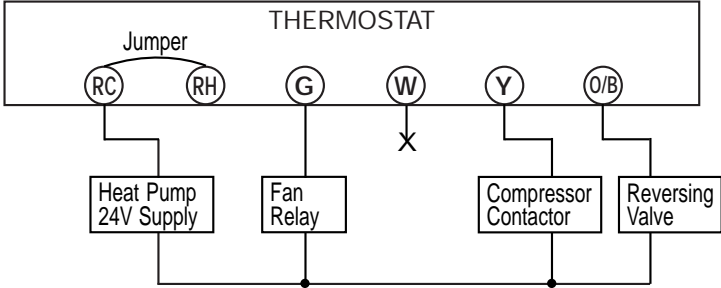 THERMOSTAT
Jumper
RC
RH
G
W
Y
O/B
X
Heat Pump
24V Supply
Fan
Relay
Compressor
Contactor
Reversing
Valve